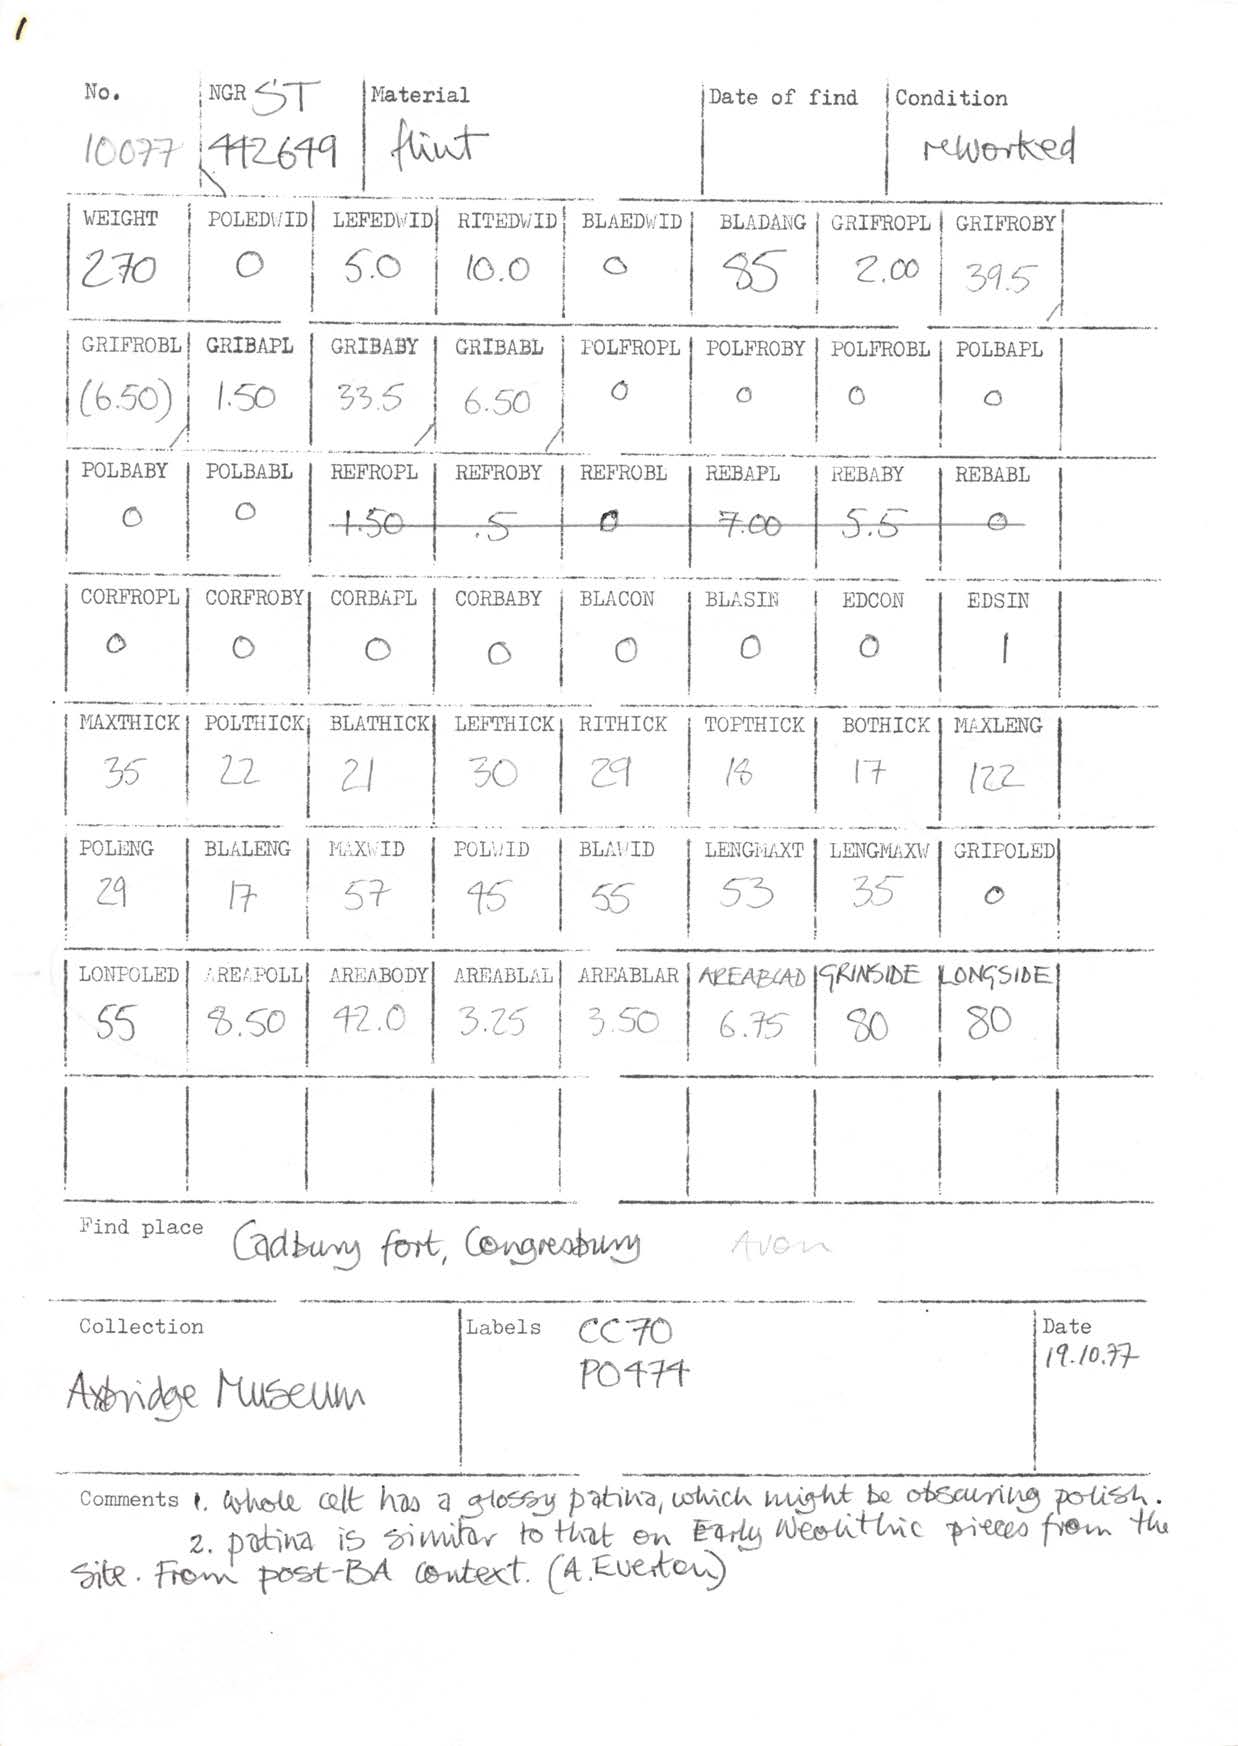 1
No. NGR ST Material Date of find Condition
10077 442649 flint reworked
WEIGHT POLEDWID LEFEDWID RITEDWID BLAEDWID BLADANG GRIFROPL GRIFROBY
270 0 5.0 10.0 0 85 2.00 39.5
GRIFROBL GRIBAPL GRIBABY GRIBABL POLFROPL POLFROBY POLFROBL POLBAPL
(6.50) 1.50 33.5 6.50 0 0 0 0
POLBABY POLBABL REFROPL REFROBY REFROBL REBAPL REBABY REBABL
0 0 1.50 .5 0 7.00 5.5 0
CORFROPL CORFROBY CORBAPL CORBABY BLACON BLASIN EDCON EDSIN
0 0 0 0 0 0 0 1
MAXTHICK POLTHICK BLATHICK LEFTHICK RITHICK TOPTHICK BOTHICK MAXLENG
35 22 21 30 29 18 17 122
POLENG BLALENG MAXWID POLWID BLAWID LENGMAXT LENGMAXW GRIPOLED
29 17 57 45 55 53 35 0
LONPOLED AREAPOLL AREABODY AREABLAL AREABLAR AREABLAD GRINSIDE LONGSIDE
55 8.50 42.0 3.25 3.50 6.75 80 80
Find place Cadbury fort, Congresbury Avon
Collection Labels CC70 Date
Axbridge Museum PO474 19.10.77
Comments 1. Whole celt has a glossy patina, which might be obscuring polish.
2. patina is similar to that on Early Neolithic pieces from the
site. From post-BA context. (A. Everton)